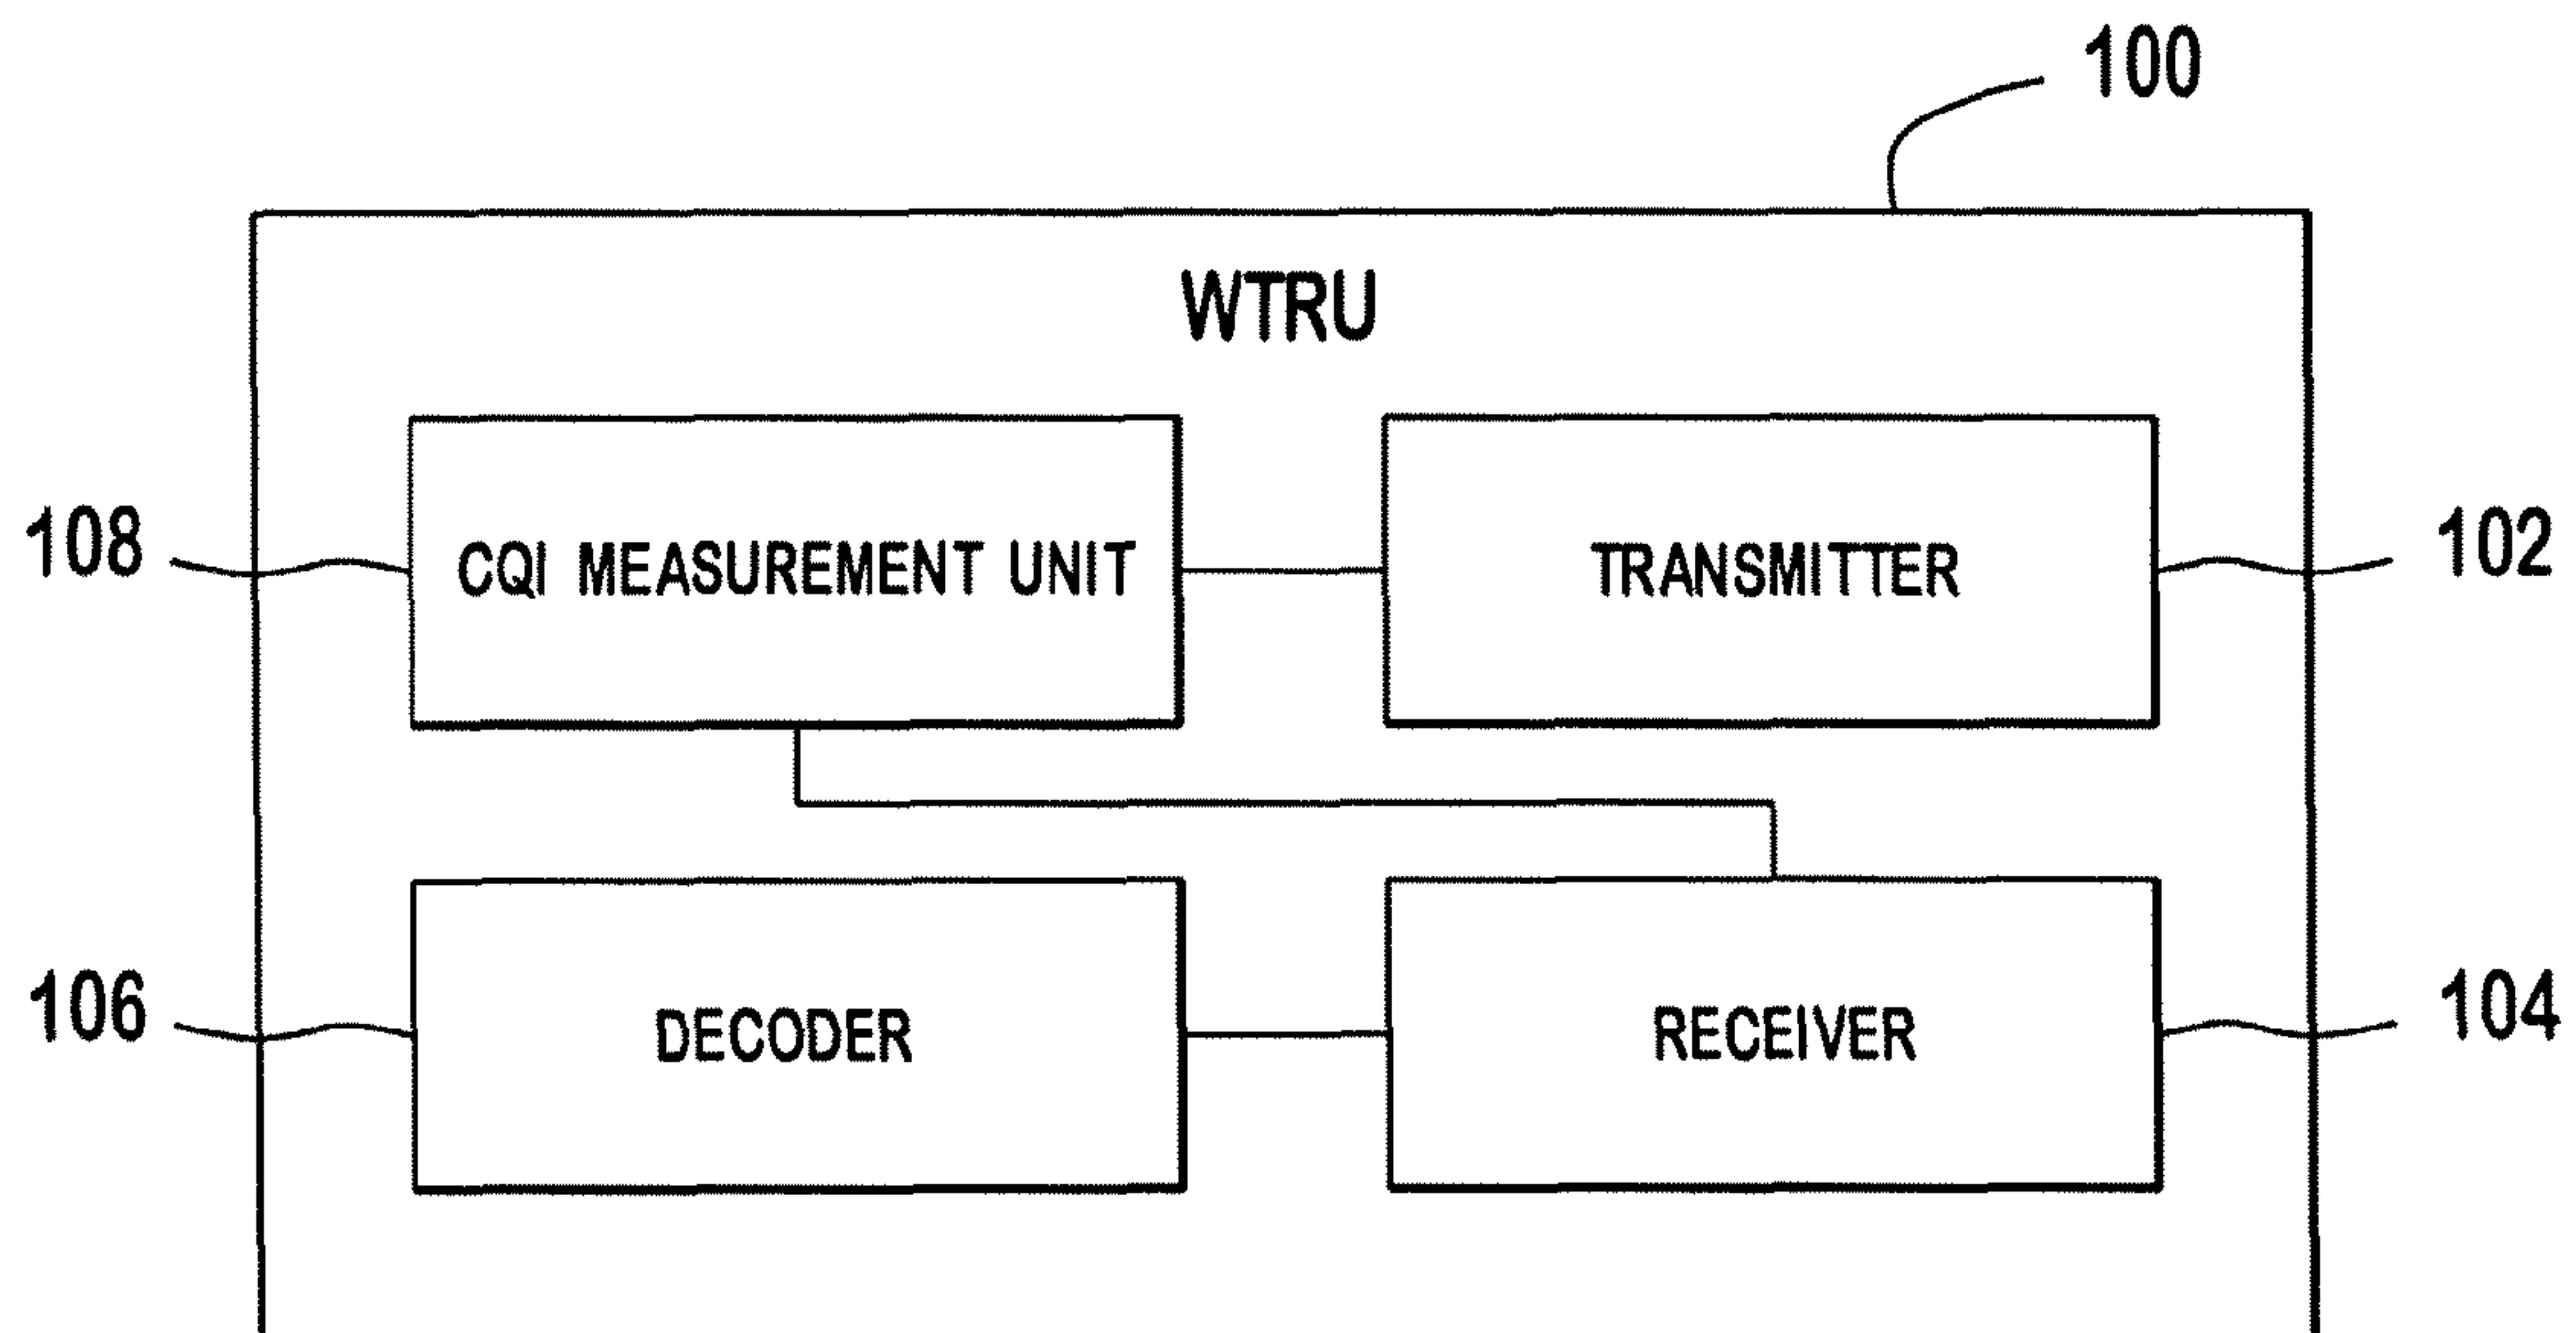 100
WTRU
108
CQI MEASUREMENT UNIT
TRANSMITTER
102
106
DECODER
RECEIVER
104